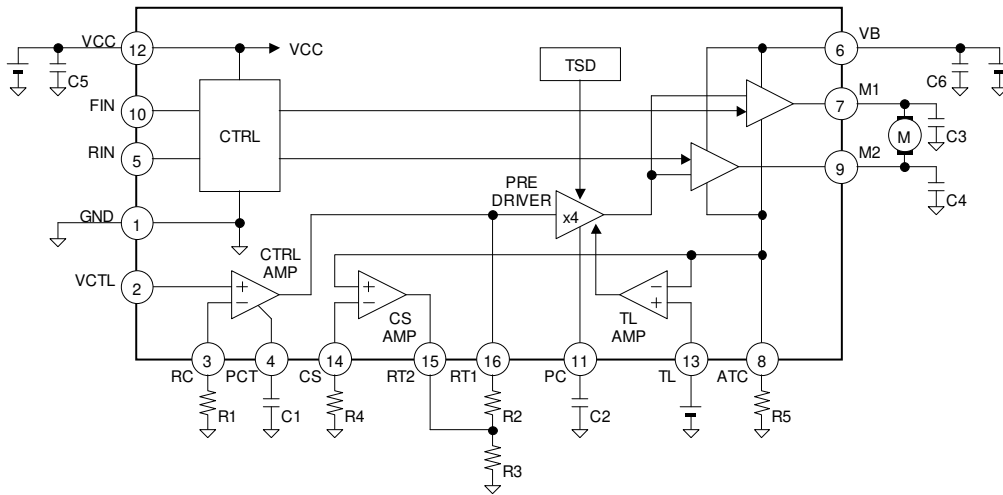 VCC
12
VCC
VB
6
C5
TSD
C6
FIN
10
CTRL
M1
7
M
C3
RIN
5
M2
9
C4
PRE
DRIVER
x4
GND
1
CTRL
AMP
VCTL
2
+
−
+
−
CS
AMP
−
+
TL
AMP
3
4
14
15
16
11
13
8
RC
PCT
CS
RT2
RT1
PC
TL
ATC
R1
C1
R4
R2
C2
R5
R3